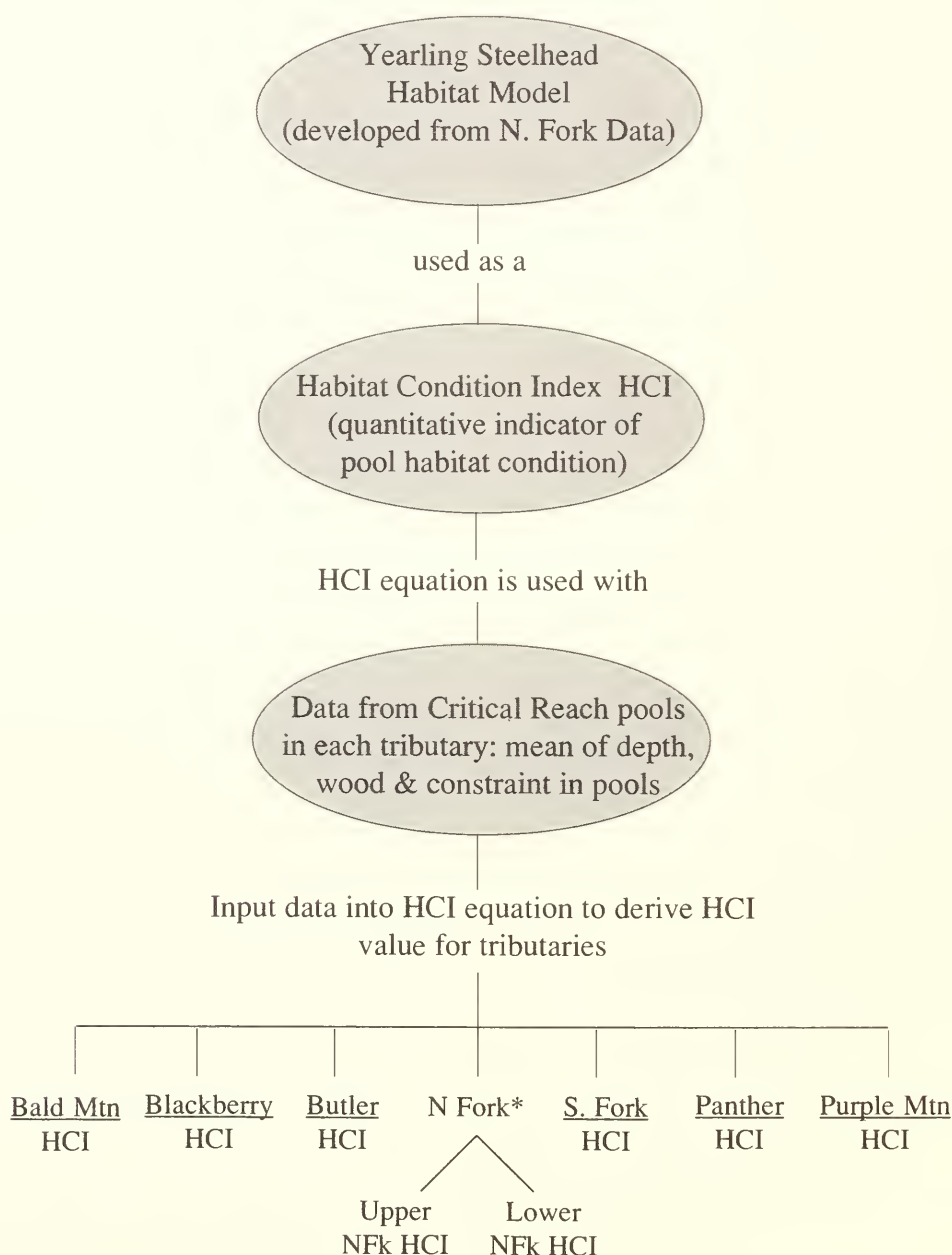 Yearling Steelhead
Habitat Model
(developed from N. Fork Data)
used as a
Habitat Condition Index HCI
(quantitative indicator of
pool habitat condition)
HCI equation is used with
Data from Critical Reach pools
in each tributary: mean of depth,
wood & constraint in pools
Input data into HCI equation to derive HCI
value for tributaries
Bald Mtn Blackberry Butler N Fork* S. Fork Panther Purple Mtn
HCI HCI HCI HCI HCI HCI
Upper Lower
NFk HCI NFk HCI